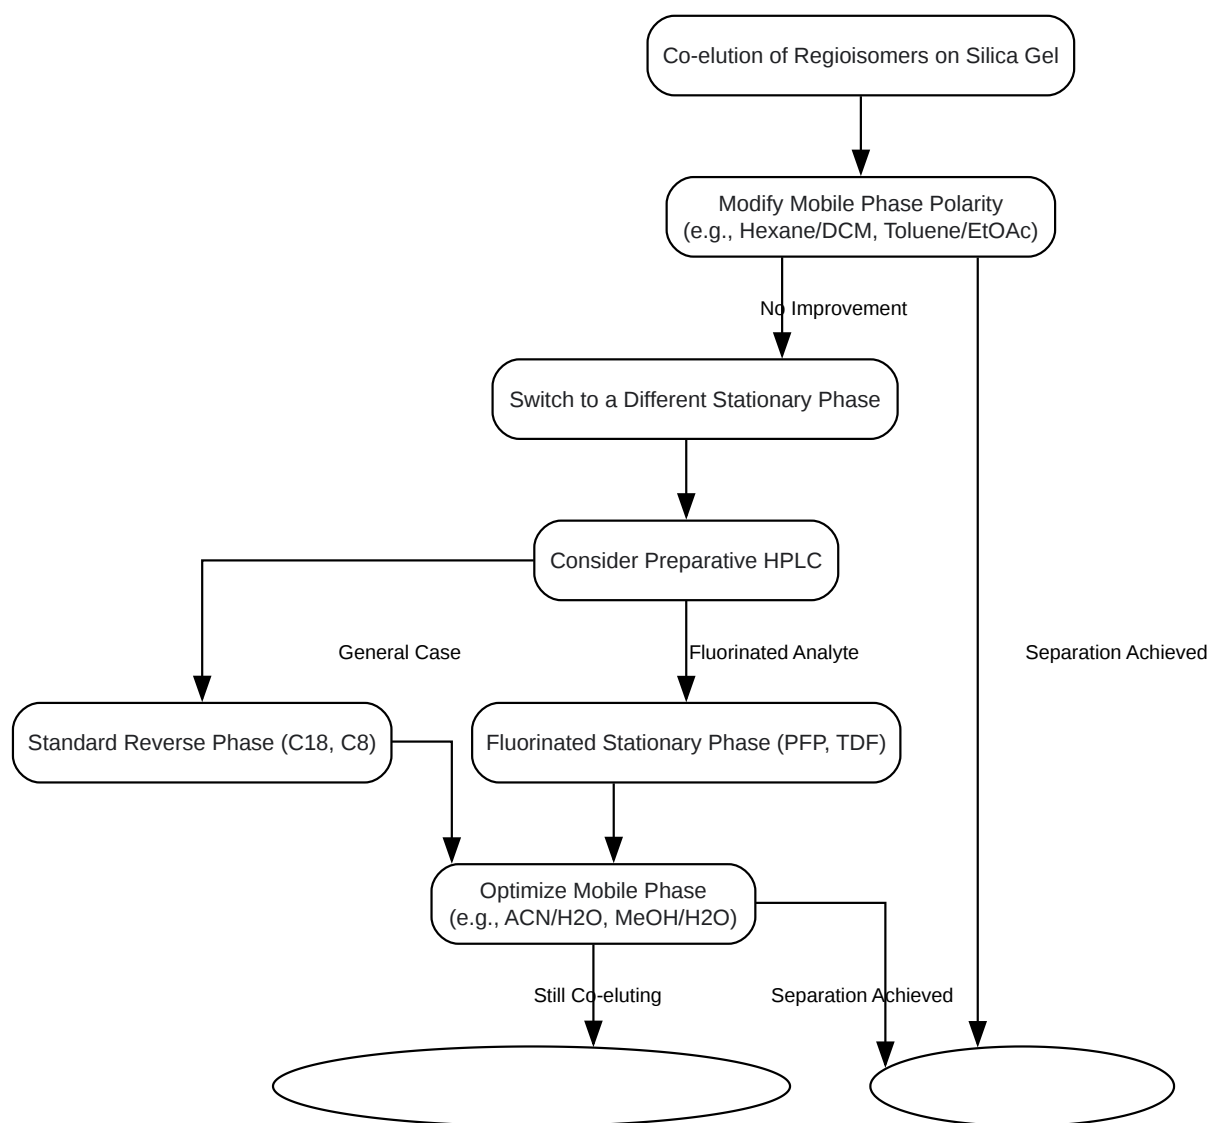 Co-elution of Regioisomers on Silica Gel
Modify Mobile Phase Polarity
(e.g., Hexane/DCM, Toluene/EtOAc)
No Improvement
Switch to a Different Stationary Phase
Consider Preparative HPLC
General Case
Fluorinated Analyte
Separation Achieved
Standard Reverse Phase (C18, C8)
Fluorinated Stationary Phase (PFP, TDF)
Optimize Mobile Phase
(e.g., ACN/H2O, MeOH/H2O)
Still Co-eluting
Separation Achieved